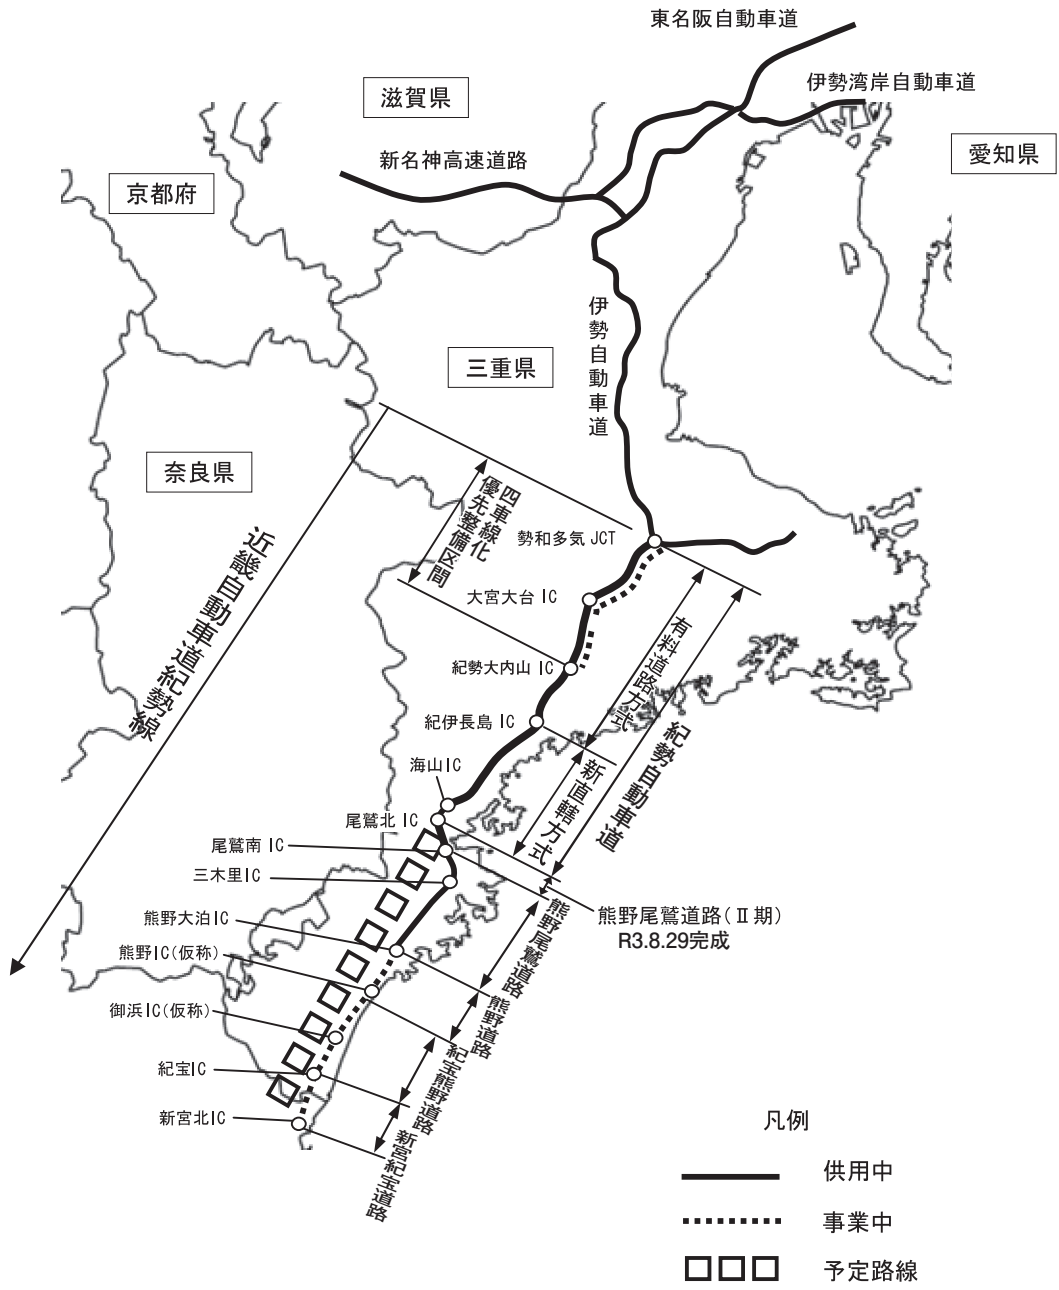 東名阪自動車道
伊勢湾岸自動車道
滋賀県
愛知県
新名神高速道路
京都府
伊勢自動車道
三重県
奈良県
四車線化
優先整備区間
近畿自動車道紀勢線
勢和多気 JCT
大宮大台 IC
紀勢大内山 IC
紀伊長島 IC
海山IC
尾鷲北 IC
尾鷲南 IC
三木里IC
熊野大泊IC
熊野IC(仮称)
御浜IC(仮称)
紀宝IC
新宮北IC
有料道路方式
新直轄方式
紀勢自動車道
熊野尾鷲道路(Ⅱ期)
R3.8.29完成
熊野尾鷲道路
熊野道路
紀宝熊野道路
新宮紀宝道路
凡例
供用中
事業中
予定路線